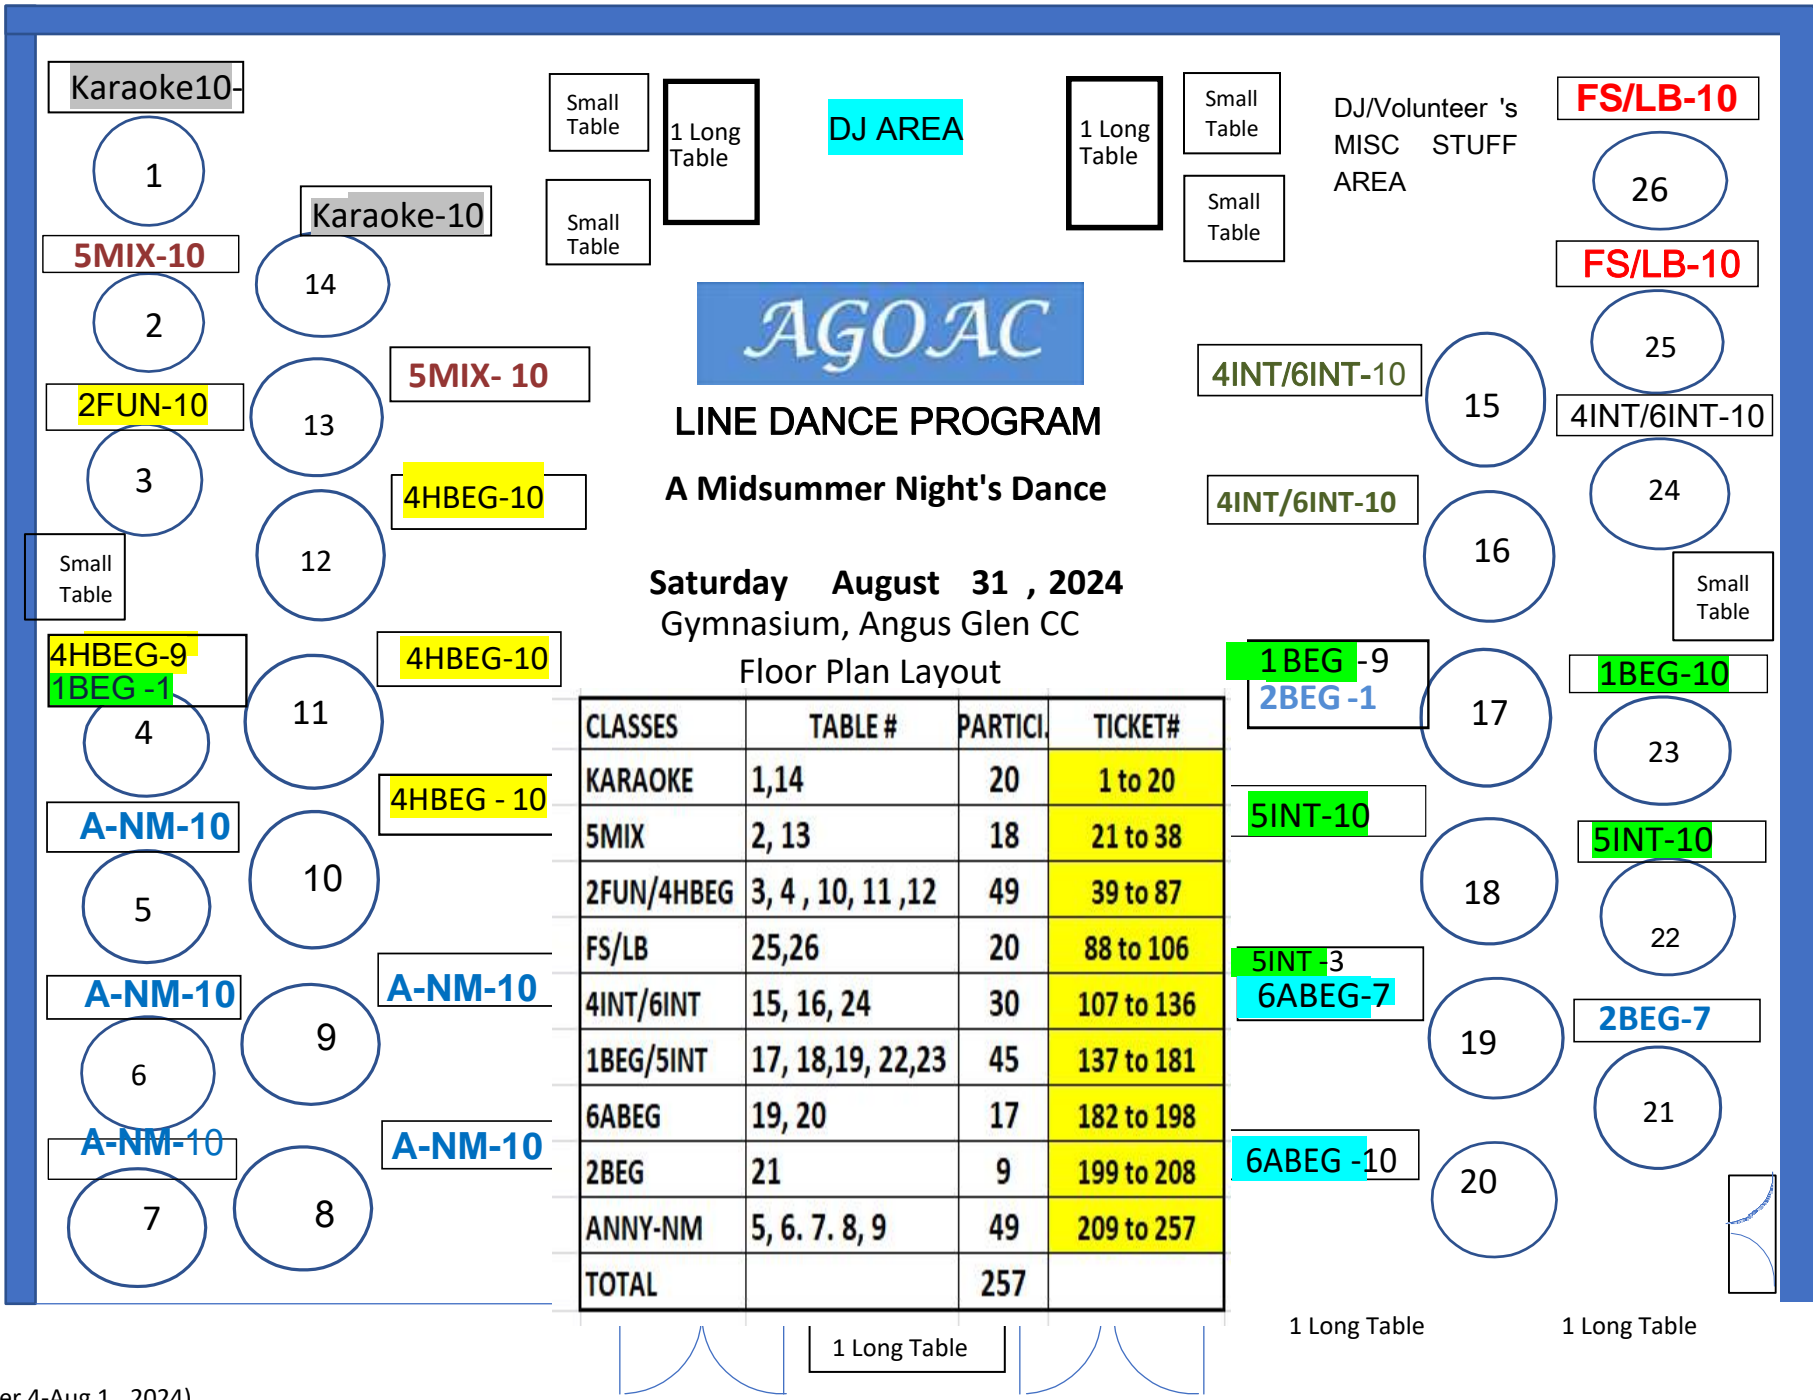 Karaoke10-
1
5MIX-10
2
2FUN-10
3
Small
Table
4HBEG-9
1BEG -1
4
A-NM-10
5
A-NM-10
6
A-NM-10
7
Karaoke-10
14
5MIX- 10
13
4HBEG-10
12
4HBEG-10
11
4HBEG - 10
10
A-NM-10
9
A-NM-10
8
Small
Table
Small
Table
1 Long
Table
DJ AREA
1 Long
Table
Small
Table
Small
Table
DJ/Volunteer 's
MISC STUFF
AREA
AGOAC
LINE DANCE PROGRAM
A Midsummer Night's Dance
Saturday August 31 , 2024
Gymnasium, Angus Glen CC
Floor Plan Layout
CLASSES TABLE # PARTICI. TICKET#
KARAOKE 1,14 20 1 to 20
5MIX 2, 13 18 21 to 38
2FUN/4HBEG 3, 4 , 10, 11 ,12 49 39 to 87
FS/LB 25,26 20 88 to 106
4INT/6INT 15, 16, 24 30 107 to 136
1BEG/5INT 17, 18,19, 22,23 45 137 to 181
6ABEG 19, 20 17 182 to 198
2BEG 21 9 199 to 208
ANNY-NM 5, 6. 7. 8, 9 49 209 to 257
TOTAL 257
4INT/6INT-10
15
4INT/6INT-10
16
1BEG -9
2BEG -1
17
5INT-10
18
5INT -3
6ABEG-7
19
6ABEG -10
20
FS/LB-10
26
FS/LB-10
25
4INT/6INT-10
24
Small
Table
1BEG-10
23
5INT-10
22
2BEG-7
21
1 Long Table
1 Long Table
1 Long Table
er 4-Aug 1 , 2024)